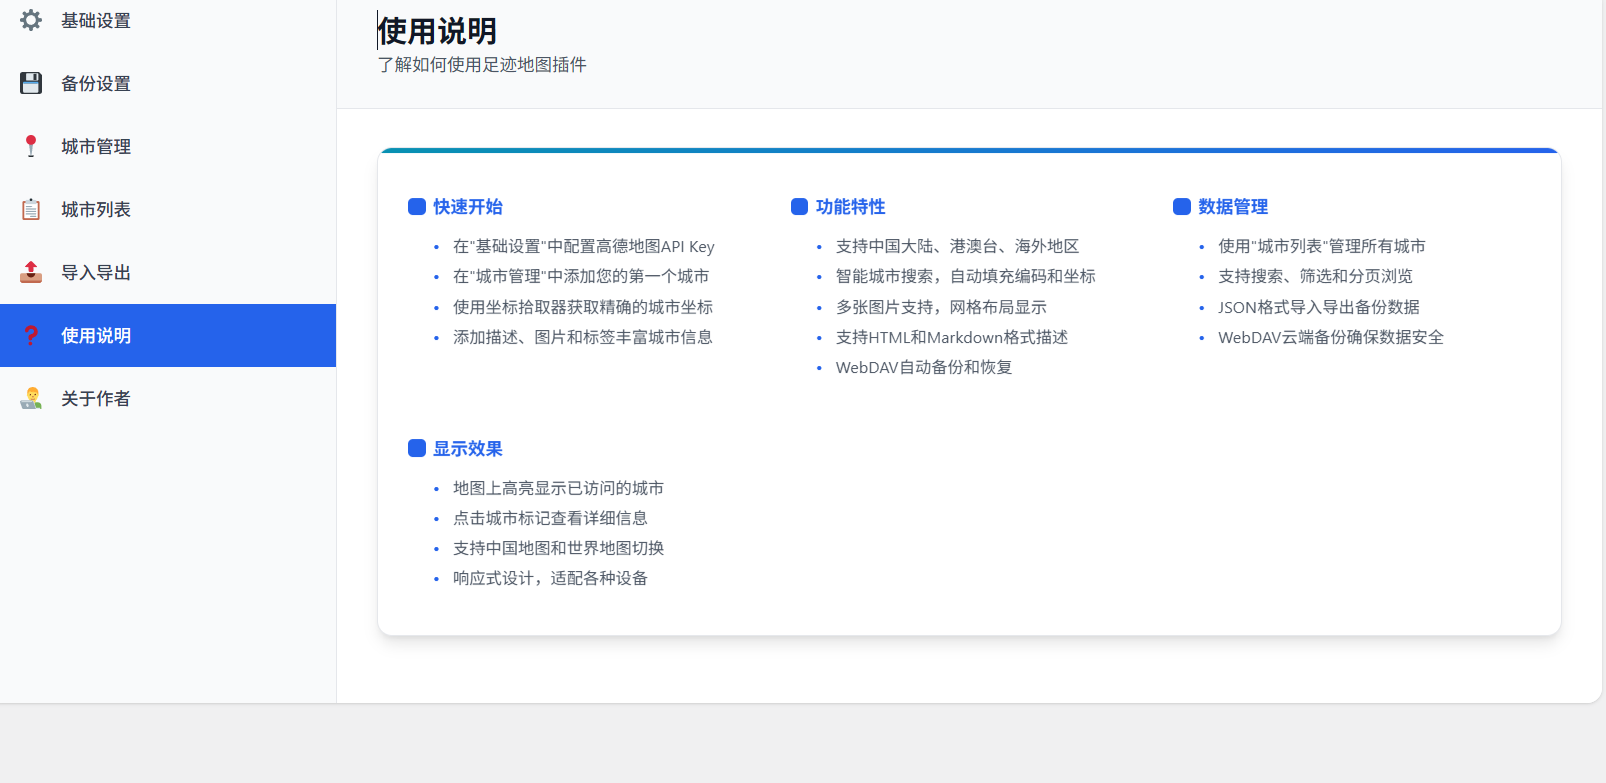 基础设置
备份设置
城市管理
城市列表
导入导出
使用说明
关于作者
使用说明
了解如何使用足迹地图插件
快速开始
在"基础设置"中配置高德地图API Key
在"城市管理"中添加您的第一个城市
使用坐标拾取器获取精确的城市坐标
添加描述、图片和标签丰富城市信息
功能特性
支持中国大陆、港澳台、海外地区
智能城市搜索，自动填充编码和坐标
多张图片支持，网格布局显示
支持HTML和Markdown格式描述
WebDAV自动备份和恢复
数据管理
使用"城市列表"管理所有城市
支持搜索、筛选和分页浏览
JSON格式导入导出备份数据
WebDAV云端备份确保数据安全
显示效果
地图上高亮显示已访问的城市
点击城市标记查看详细信息
支持中国地图和世界地图切换
响应式设计，适配各种设备